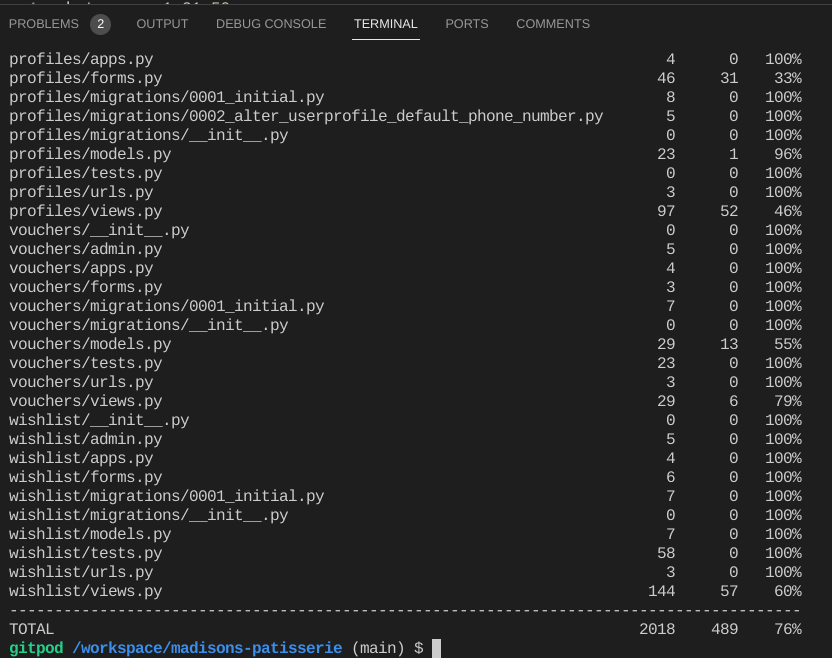 PROBLEMS 2 OUTPUT DEBUG CONSOLE TERMINAL PORTS COMMENTS
profiles/apps.py 4 0 100%
profiles/forms.py 46 31 33%
profiles/migrations/0001_initial.py 8 0 100%
profiles/migrations/0002_alter_userprofile_default_phone_number.py 5 0 100%
profiles/migrations/__init__.py 0 0 100%
profiles/models.py 23 1 96%
profiles/tests.py 0 0 100%
profiles/urls.py 3 0 100%
profiles/views.py 97 52 46%
vouchers/__init__.py 0 0 100%
vouchers/admin.py 5 0 100%
vouchers/apps.py 4 0 100%
vouchers/forms.py 3 0 100%
vouchers/migrations/0001_initial.py 7 0 100%
vouchers/migrations/__init__.py 0 0 100%
vouchers/models.py 29 13 55%
vouchers/tests.py 23 0 100%
vouchers/urls.py 3 0 100%
vouchers/views.py 29 6 79%
wishlist/__init__.py 0 0 100%
wishlist/admin.py 5 0 100%
wishlist/apps.py 4 0 100%
wishlist/forms.py 6 0 100%
wishlist/migrations/0001_initial.py 7 0 100%
wishlist/migrations/__init__.py 0 0 100%
wishlist/models.py 7 0 100%
wishlist/tests.py 58 0 100%
wishlist/urls.py 3 0 100%
wishlist/views.py 144 57 60%
----------------------------------------------------------------------------------------
TOTAL 2018 489 76%
gitpod /workspace/madisons-patisserie (main) $